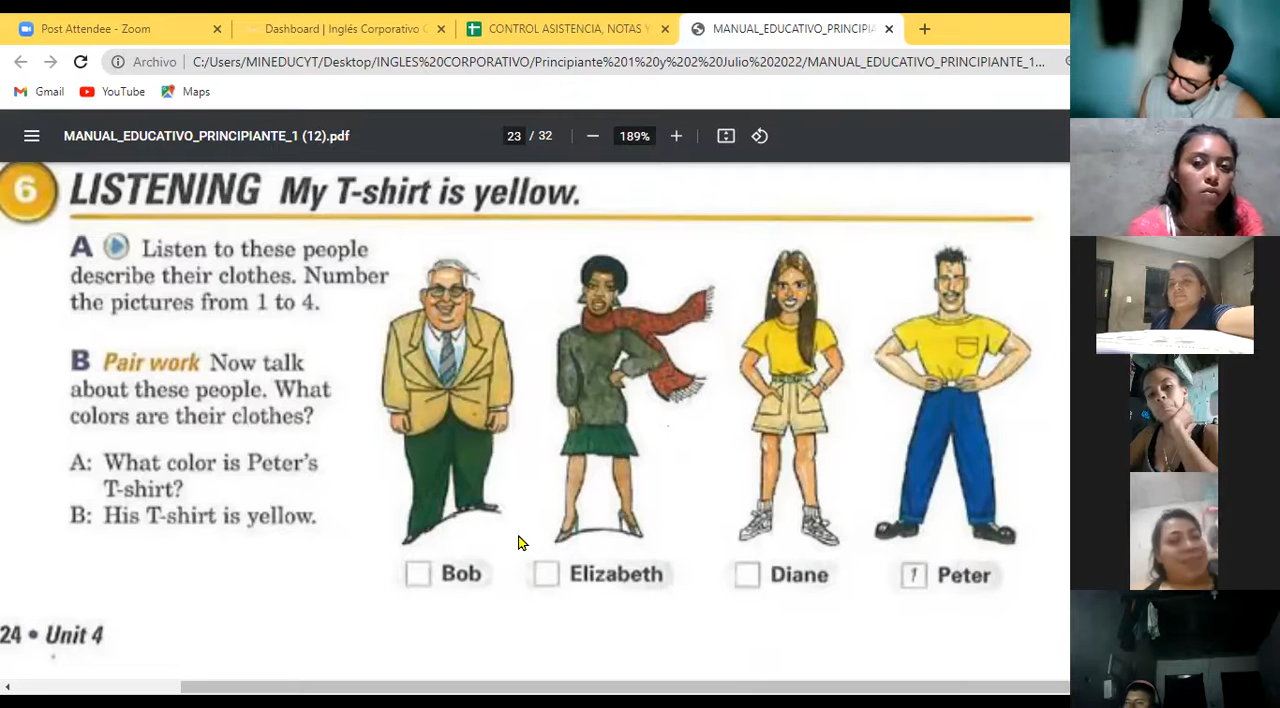 Post Attendee - Zoom
Dashboard | Inglés Corporativo
CONTROL ASISTENCIA, NOTAS Y
MANUAL_EDUCATIVO_PRINCIPIA
Archivo | C:/Users/MINEDUCYT/Desktop/INGLES%20CORPORATIVO/Principiante%201%20y%202%20Julio%202022/MANUAL_EDUCATIVO_PRINCIPIANTE_1...
Gmail YouTube Maps
MANUAL_EDUCATIVO_PRINCIPIANTE_1 (12).pdf 23 / 32 189%
6 LISTENING My T-shirt is yellow.
A Listen to these people
describe their clothes. Number
the pictures from 1 to 4.
B Pair work Now talk
about these people. What
colors are their clothes?
A: What color is Peter's
T-shirt?
B: His T-shirt is yellow.
Bob Elizabeth Diane 1 Peter
24 • Unit 4